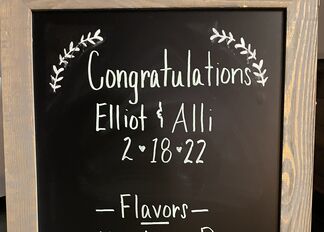 Congratulations
Elliot & Alli
2♥18♥22
—Flavors—